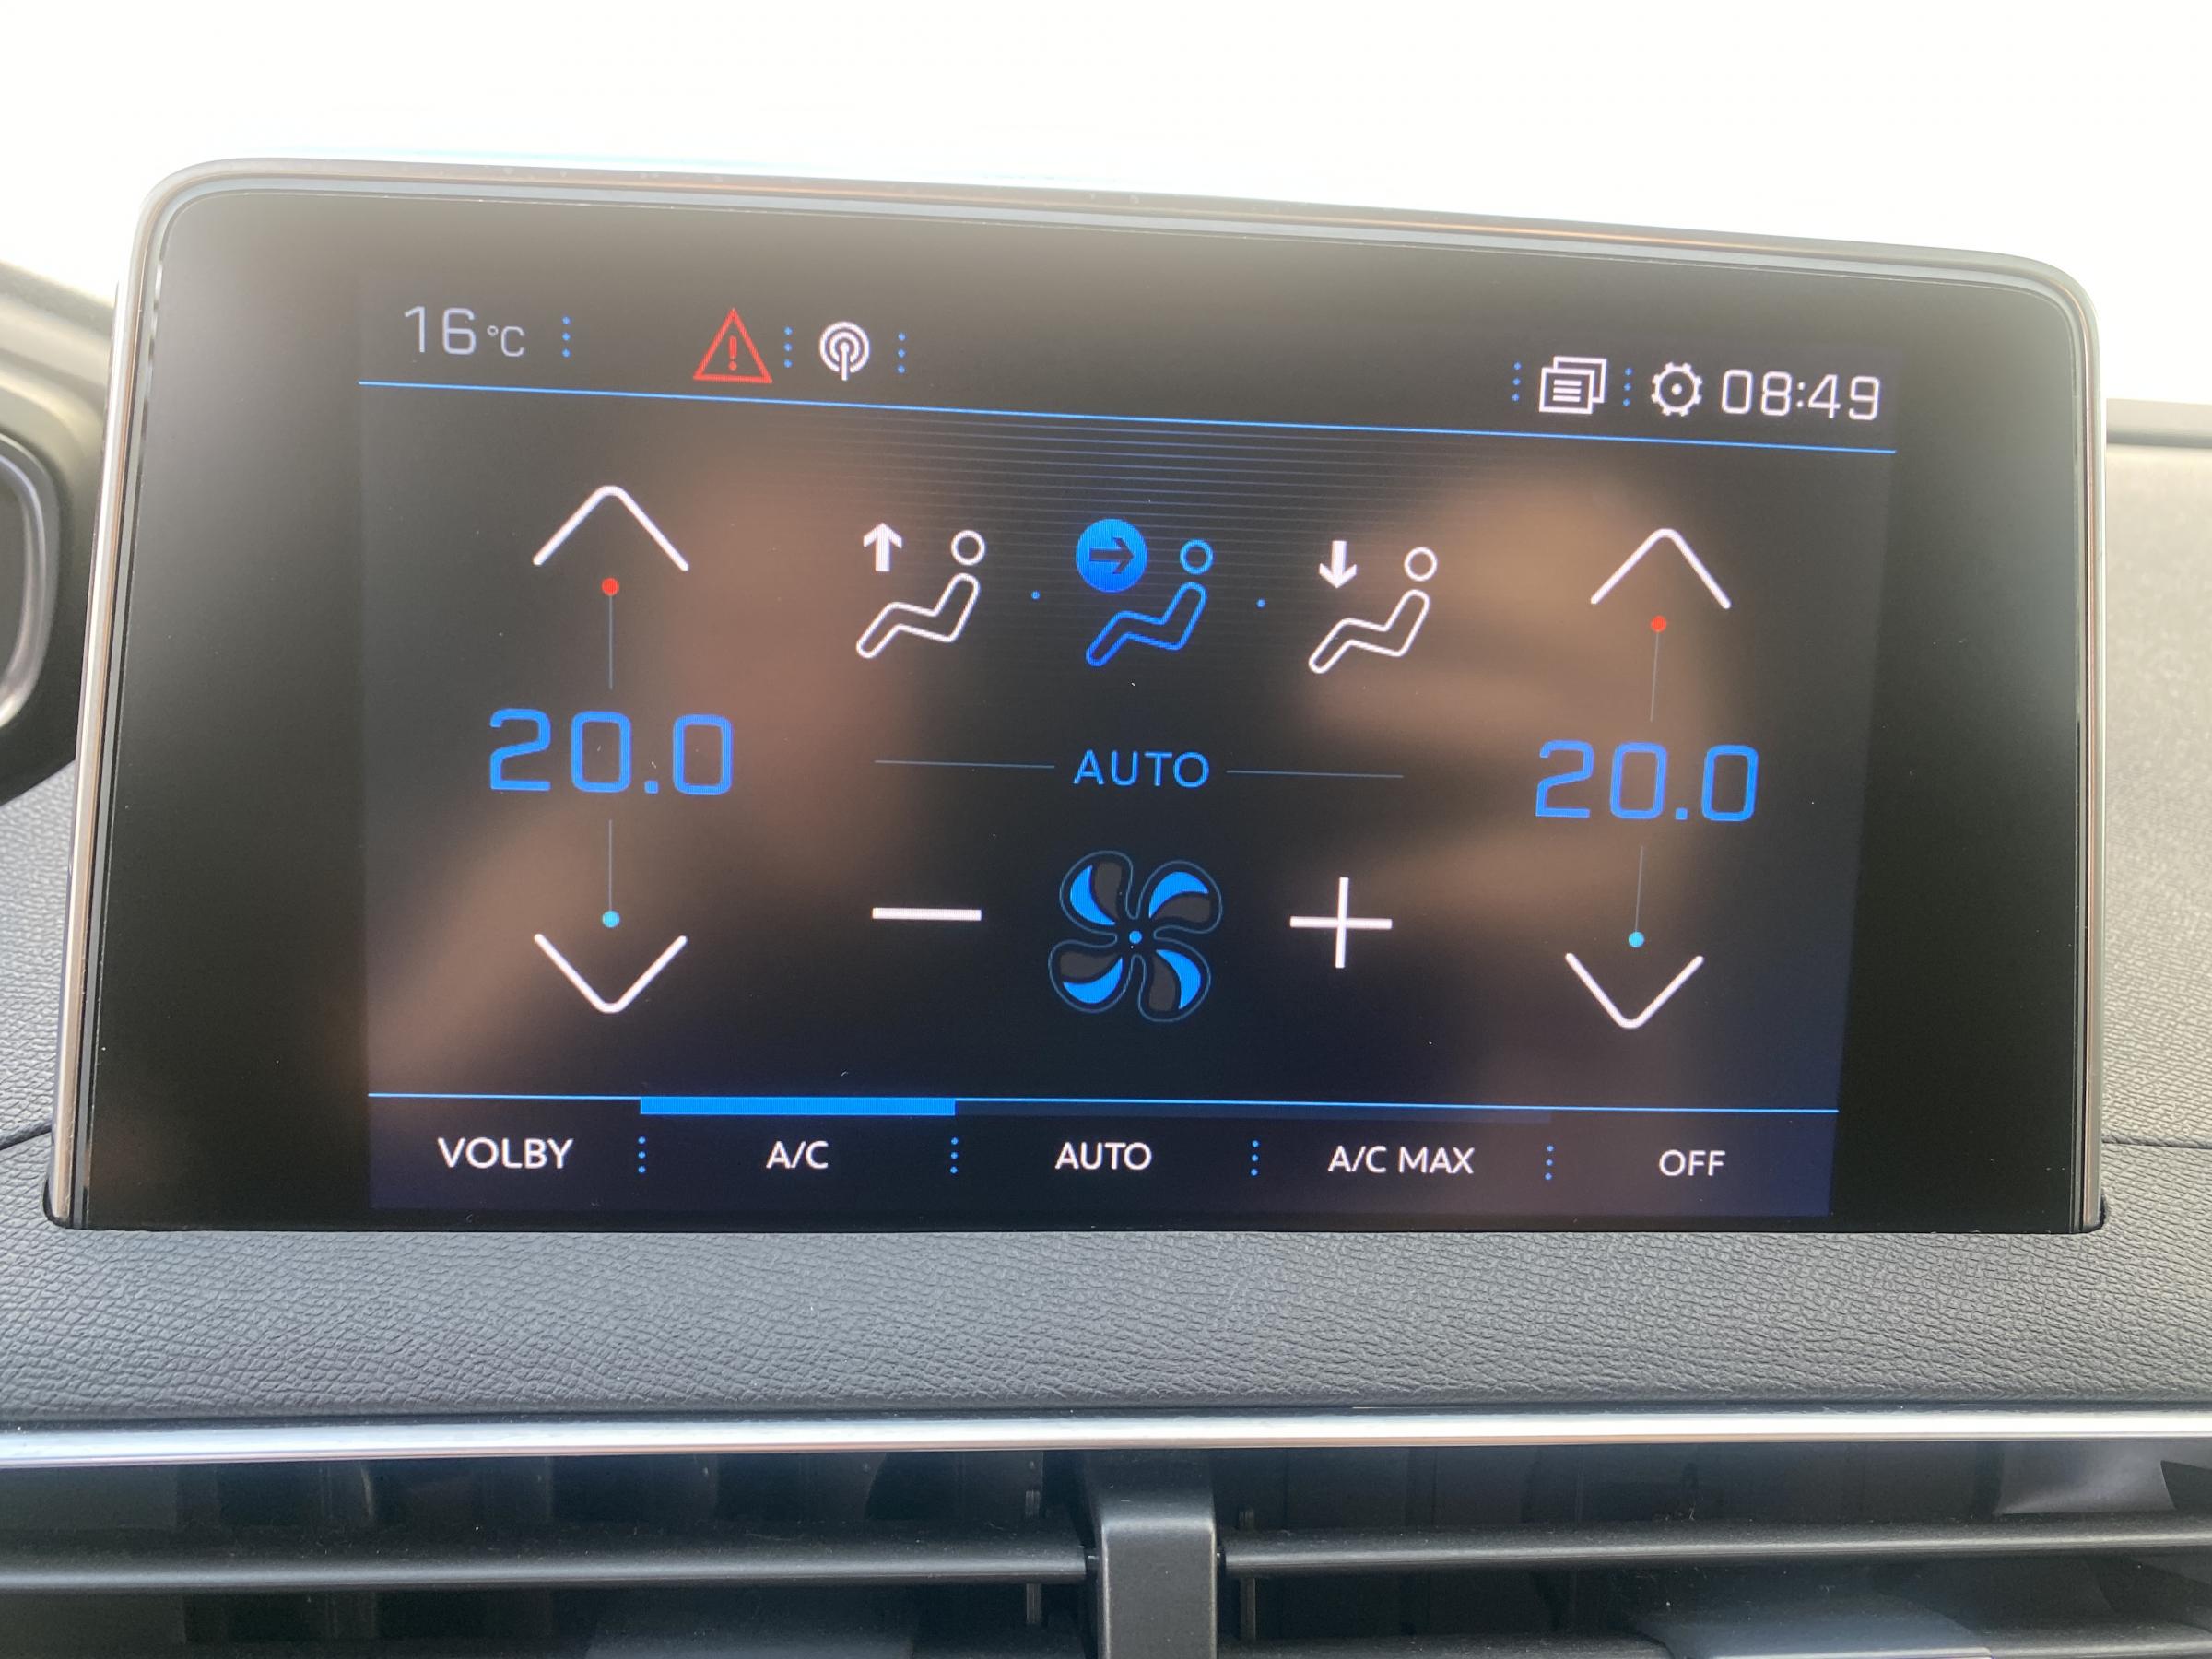 16 °C
08:49
20.0
AUTO
20.0
VOLBY
A/C
AUTO
A/C MAX
OFF